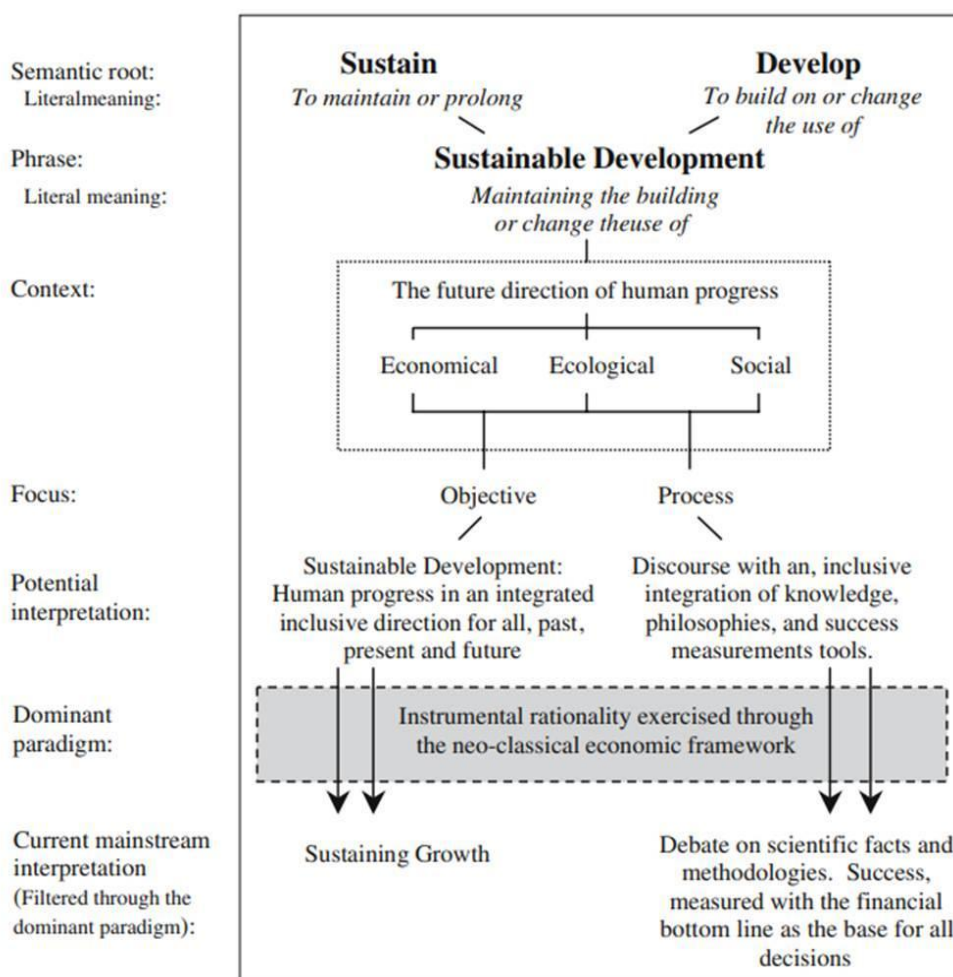 Semantic root:
Literalmeaning:
Sustain
To maintain or prolong
Develop
To build on or change
the use of
Phrase:
Literal meaning:
Sustainable Development
Maintaining the building
or change theuse of
Context:
The future direction of human progress
Economical
Ecological
Social
Focus:
Objective
Process
Potential
interpretation:
Sustainable Development:
Human progress in an integrated
inclusive direction for all, past,
present and future
Discourse with an, inclusive
integration of knowledge,
philosophies, and success
measurements tools.
Dominant
paradigm:
Instrumental rationality exercised through
the neo-classical economic framework
Current mainstream
interpretation
(Filtered through the
dominant paradigm):
Sustaining Growth
Debate on scientific facts and
methodologies. Success,
measured with the financial
bottom line as the base for all
decisions